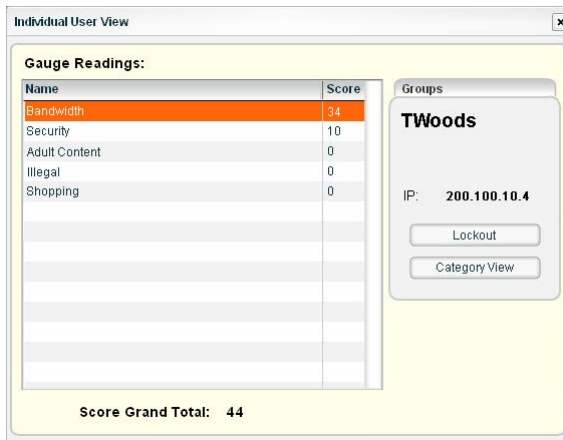 Individual User View
Gauge Readings:
Name Score
Bandwidth 34
Security 10
Adult Content 0
Illegal 0
Shopping 0
Score Grand Total: 44
Groups
TWoods
IP: 200.100.10.4
Lockout
Category View